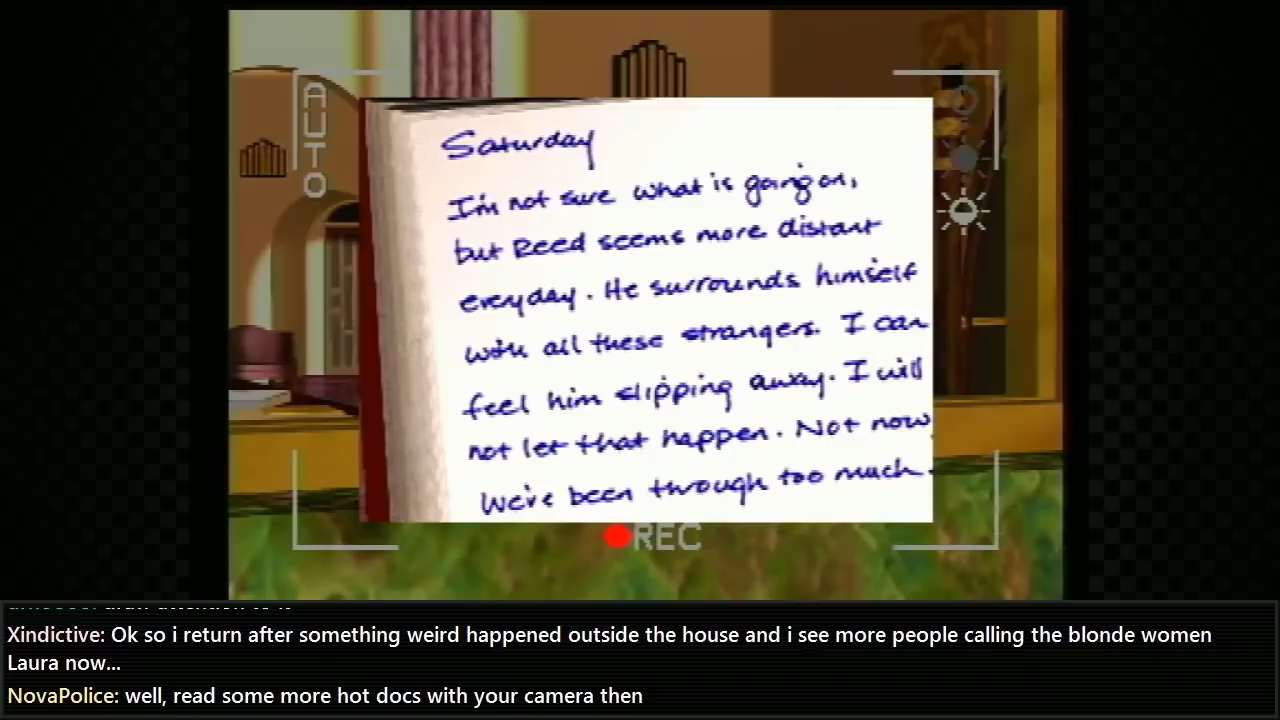 AUTO
Saturday
I'm not sure what is going on,
but Reed seems more distant
everyday. He surrounds himself
with all these strangers. I can
feel him slipping away. I will
not let that happen. Not now.
We've been through too much.
REC
Xindictive: Ok so i return after something weird happened outside the house and i see more people calling the blonde women
Laura now...
NovaPolice: well, read some more hot docs with your camera then